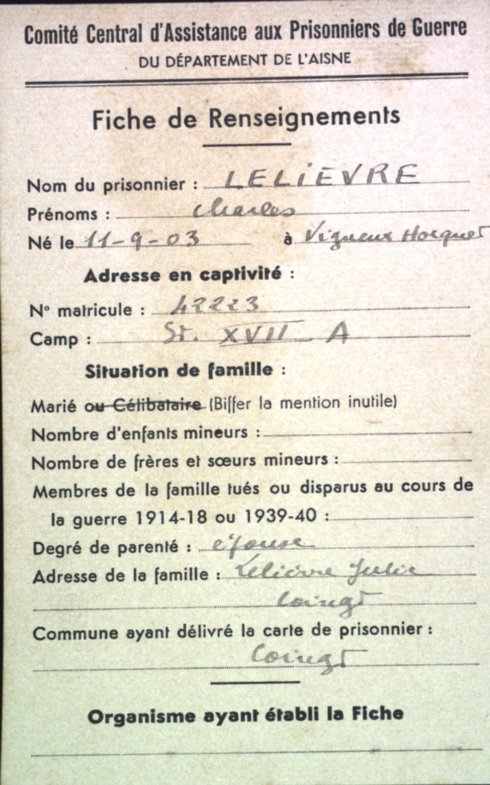 Comité Central d'Assistance aux Prisonniers de Guerre
DU DÉPARTEMENT DE L'AISNE
Fiche de Renseignements
Nom du prisonnier : LELIEVRE
Prénoms : Charles
Né le 11-9-03 à Vigneux Hocquet
Adresse en captivité :
N° matricule : 42223
Camp : St. XVII A
Situation de famille :
Marié ou Célibataire (Biffer la mention inutile)
Nombre d'enfants mineurs :
Nombre de frères et sœurs mineurs :
Membres de la famille tués ou disparus au cours de
la guerre 1914-18 ou 1939-40 :
Degré de parenté : épouse
Adresse de la famille : Lelièvre Julie
Coingt
Commune ayant délivré la carte de prisonnier :
Coingt
Organisme ayant établi la Fiche